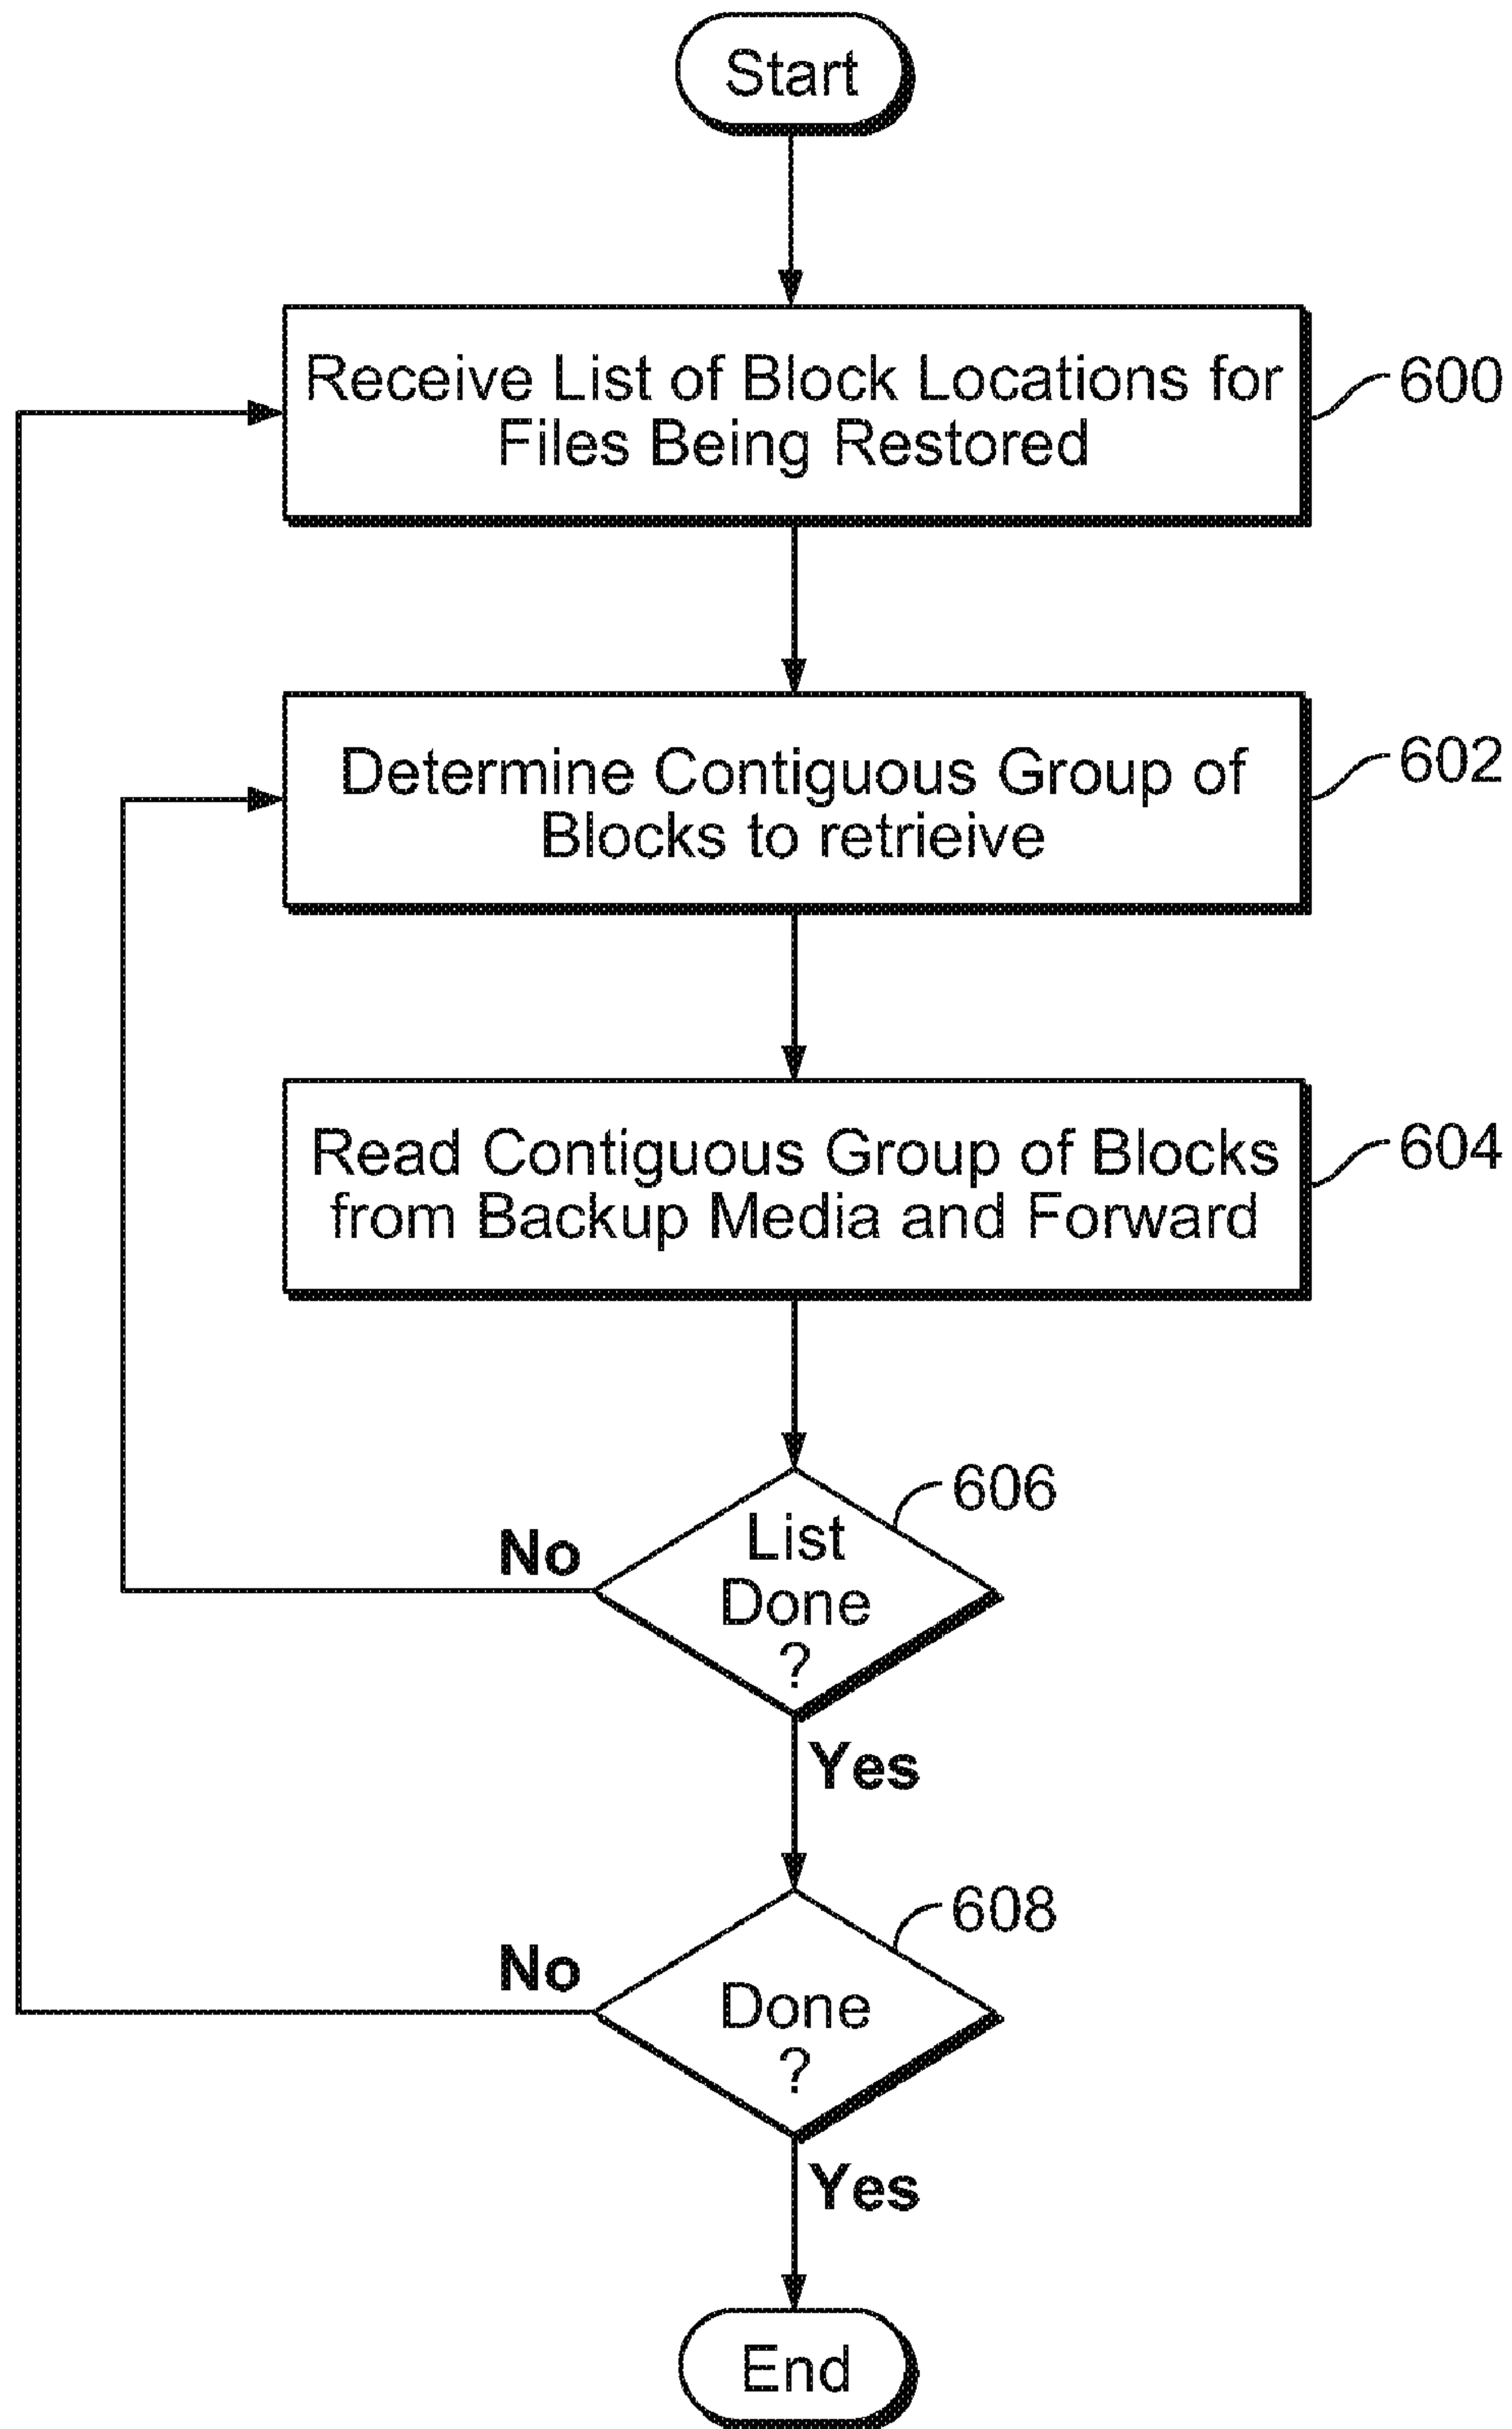 Start
Receive List of Block Locations for
Files Being Restored
600
Determine Contiguous Group of
Blocks to retrieive
602
Read Contiguous Group of Blocks
from Backup Media and Forward
604
606
List
Done
?
No
Yes
608
Done
?
No
Yes
End